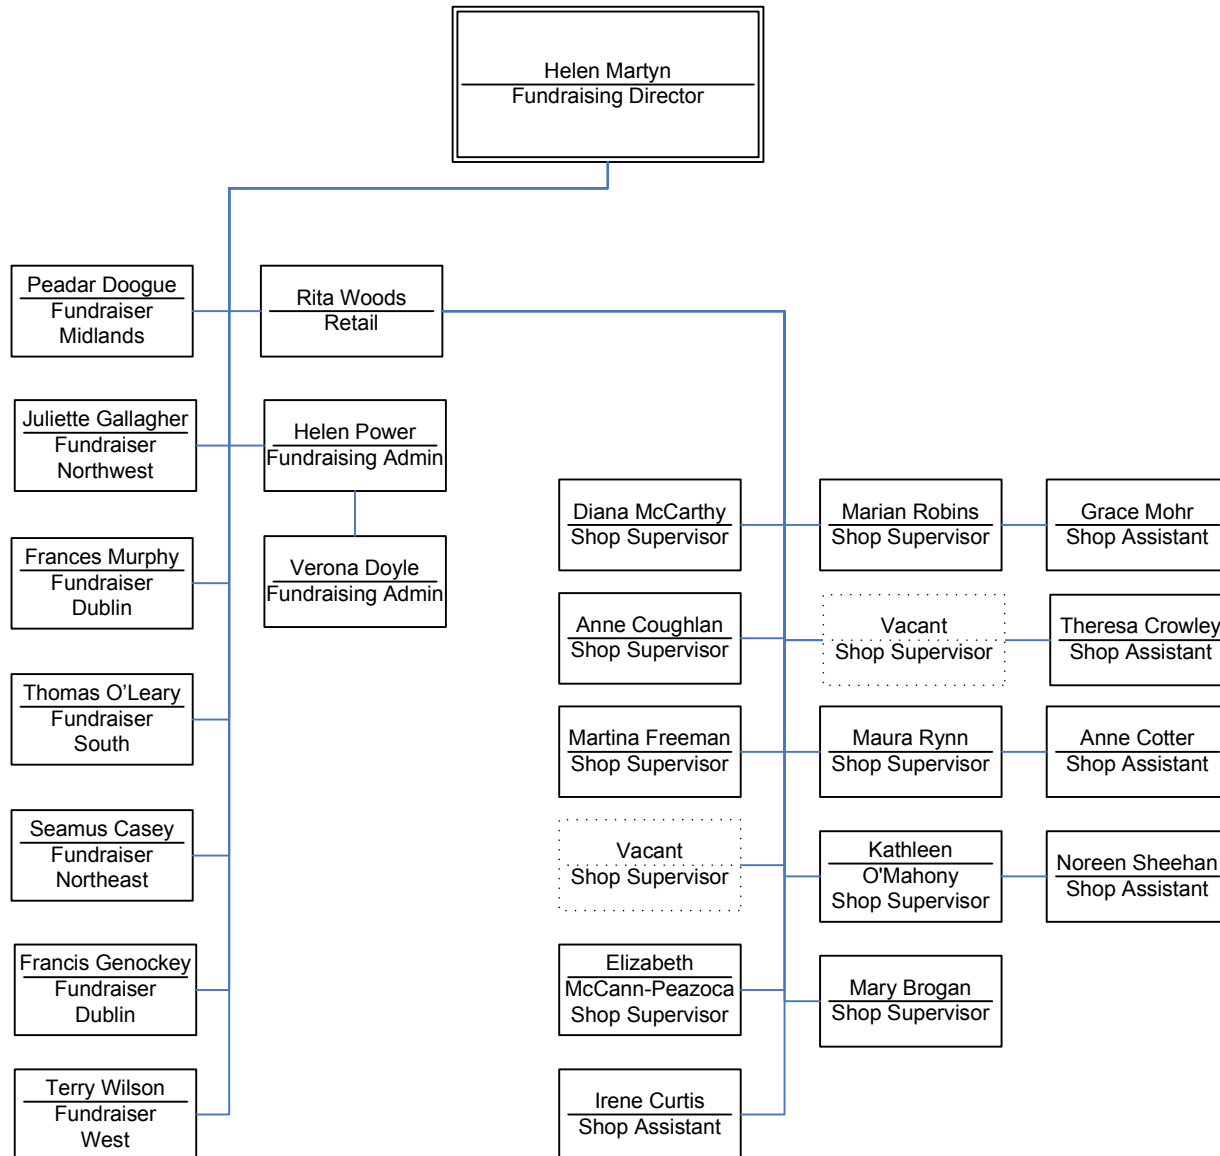 Helen Martyn
Fundraising Director
Peadar Doogue
Fundraiser
Midlands
Rita Woods
Retail
Juliette Gallagher
Fundraiser
Northwest
Helen Power
Fundraising Admin
Frances Murphy
Fundraiser
Dublin
Verona Doyle
Fundraising Admin
Thomas O’Leary
Fundraiser
South
Seamus Casey
Fundraiser
Northeast
Francis Genockey
Fundraiser
Dublin
Terry Wilson
Fundraiser
West
Diana McCarthy
Shop Supervisor
Marian Robins
Shop Supervisor
Grace Mohr
Shop Assistant
Anne Coughlan
Shop Supervisor
Vacant
Shop Supervisor
Theresa Crowley
Shop Assistant
Martina Freeman
Shop Supervisor
Maura Rynn
Shop Supervisor
Anne Cotter
Shop Assistant
Vacant
Shop Supervisor
Kathleen
O'Mahony
Shop Supervisor
Noreen Sheehan
Shop Assistant
Elizabeth
McCann-Peazoca
Shop Supervisor
Mary Brogan
Shop Supervisor
Irene Curtis
Shop Assistant